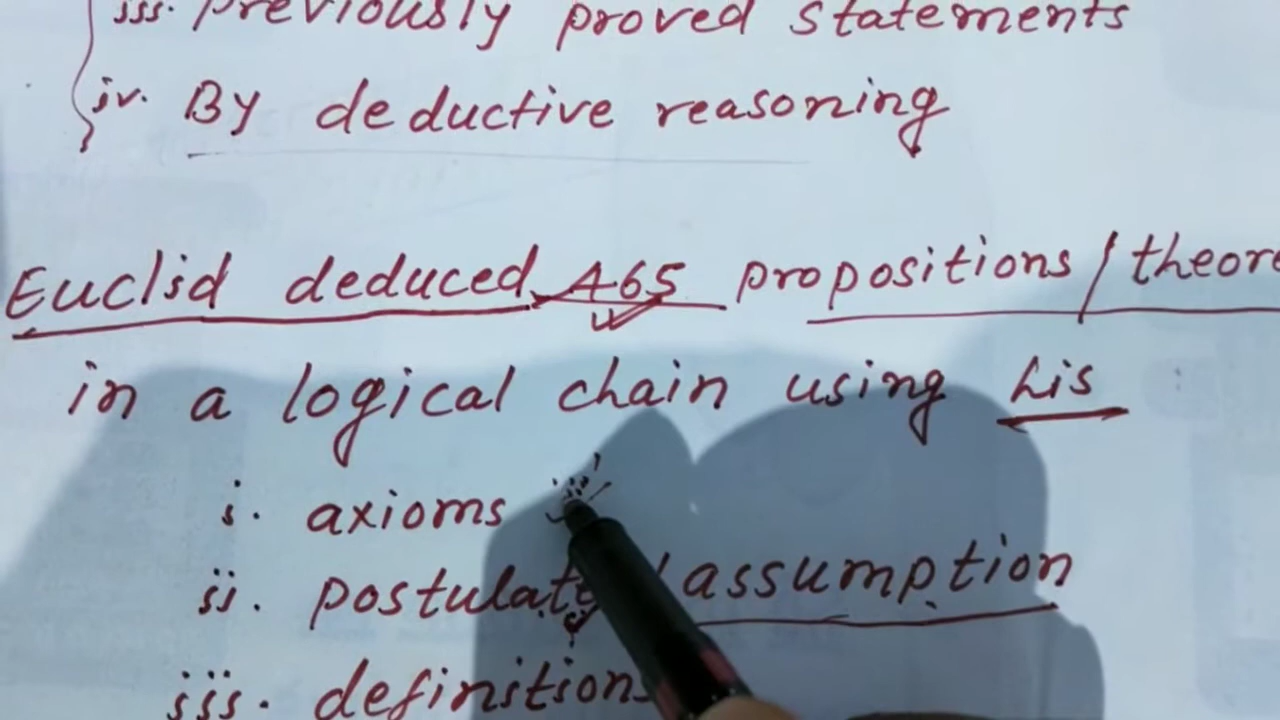 iii. Previously proved statements
iv. By deductive reasoning
Euclid deduced 465 propositions / theore
in a logical chain using his
i. axioms
ii. postulate / assumption
iii. definitions